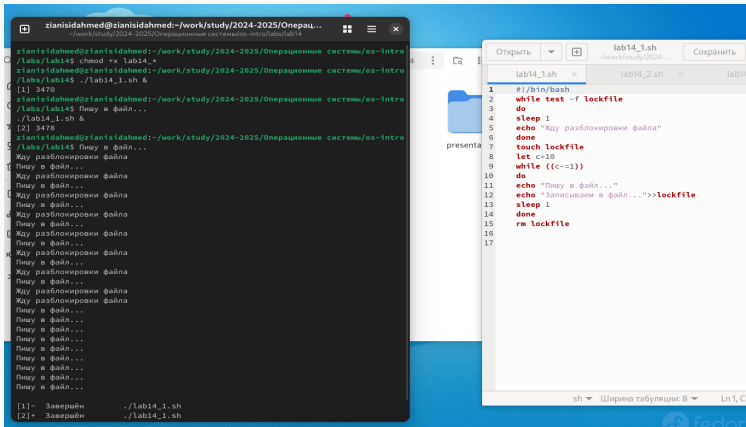 zianisidahmed@zianisidahmed:~/work/study/2024-2025/Операц...
~/work/study/2024-2025/Операционные системы/os-intro/labs/lab14
zianisidahmed@zianisidahmed:~/work/study/2024-2025/Операционные системы/os-intro
/labs/lab14$ chmod +x lab14_*
zianisidahmed@zianisidahmed:~/work/study/2024-2025/Операционные системы/os-intro
/labs/lab14$ ./lab14_1.sh &
[1] 3470
zianisidahmed@zianisidahmed:~/work/study/2024-2025/Операционные системы/os-intro
/labs/lab14$ Пишу в файл...
./lab14_1.sh &
[2] 3478
zianisidahmed@zianisidahmed:~/work/study/2024-2025/Операционные системы/os-intro
/labs/lab14$ Пишу в файл...
Жду разблокировки файла
Пишу в файл...
Жду разблокировки файла
Пишу в файл...
Жду разблокировки файла
Пишу в файл...
Жду разблокировки файла
Пишу в файл...
Жду разблокировки файла
Пишу в файл...
Жду разблокировки файла
Пишу в файл...
Жду разблокировки файла
Пишу в файл...
Жду разблокировки файла
Жду разблокировки файла
Пишу в файл...
Пишу в файл...
Пишу в файл...
Пишу в файл...
Пишу в файл...
Пишу в файл...
Пишу в файл...
Пишу в файл...
Пишу в файл...
[1]- Завершён ./lab14_1.sh
[2]+ Завершён ./lab14_1.sh
4
presenta
Открыть
lab14_1.sh
~/work/study/2024-...
Сохранить
lab14_1.sh
lab14_2.sh
lab14
1 #!/bin/bash
2 while test -f lockfile
3 do
4 sleep 1
5 echo "Жду разблокировки файла"
6 done
7 touch lockfile
8 let c=10
9 while ((c-=1))
10 do
11 echo "Пишу в файл..."
12 echo "Записываем в файл...">>lockfile
13 sleep 1
14 done
15 rm lockfile
16
17
sh
Ширина табуляции: 8
Ln 1, C
fedor